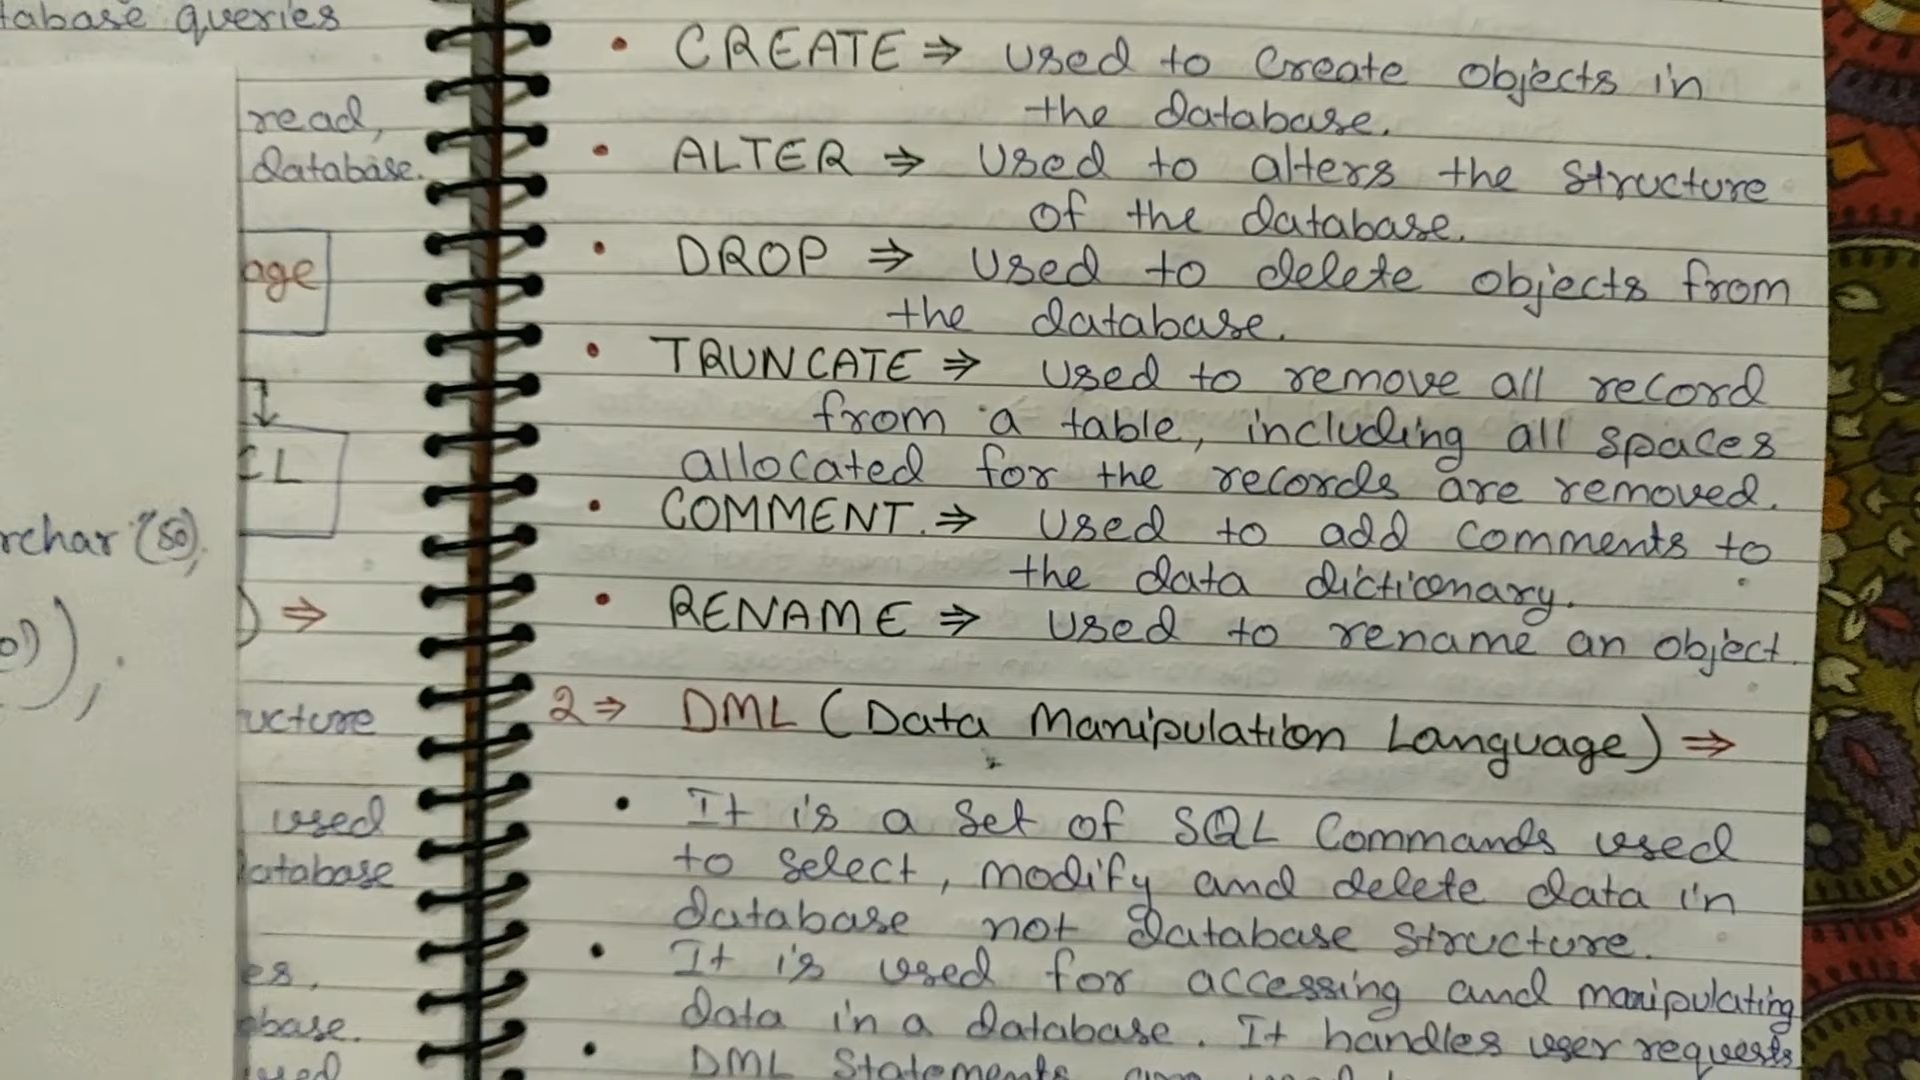 tabase queries
read,
database.
age
CL
rchar (50),
) ⇒
ucture
used
atabase
es,
base.
• CREATE ⇒ used to Create objects in
the database.
• ALTER ⇒ used to alters the structure
of the database.
• DROP ⇒ used to delete objects from
the database.
• TRUNCATE ⇒ used to remove all record
from a table, including all spaces
allocated for the records are removed.
• COMMENT ⇒ used to add comments to
the data dictionary.
• RENAME ⇒ used to rename an object.
2 ⇒ DML (Data Manipulation Language) ⇒
• It is a set of SQL Commands used
to select, modify and delete data in
database not database structure.
• It is used for accessing and manipulating
data in a database. It handles user requests
• DML Statements